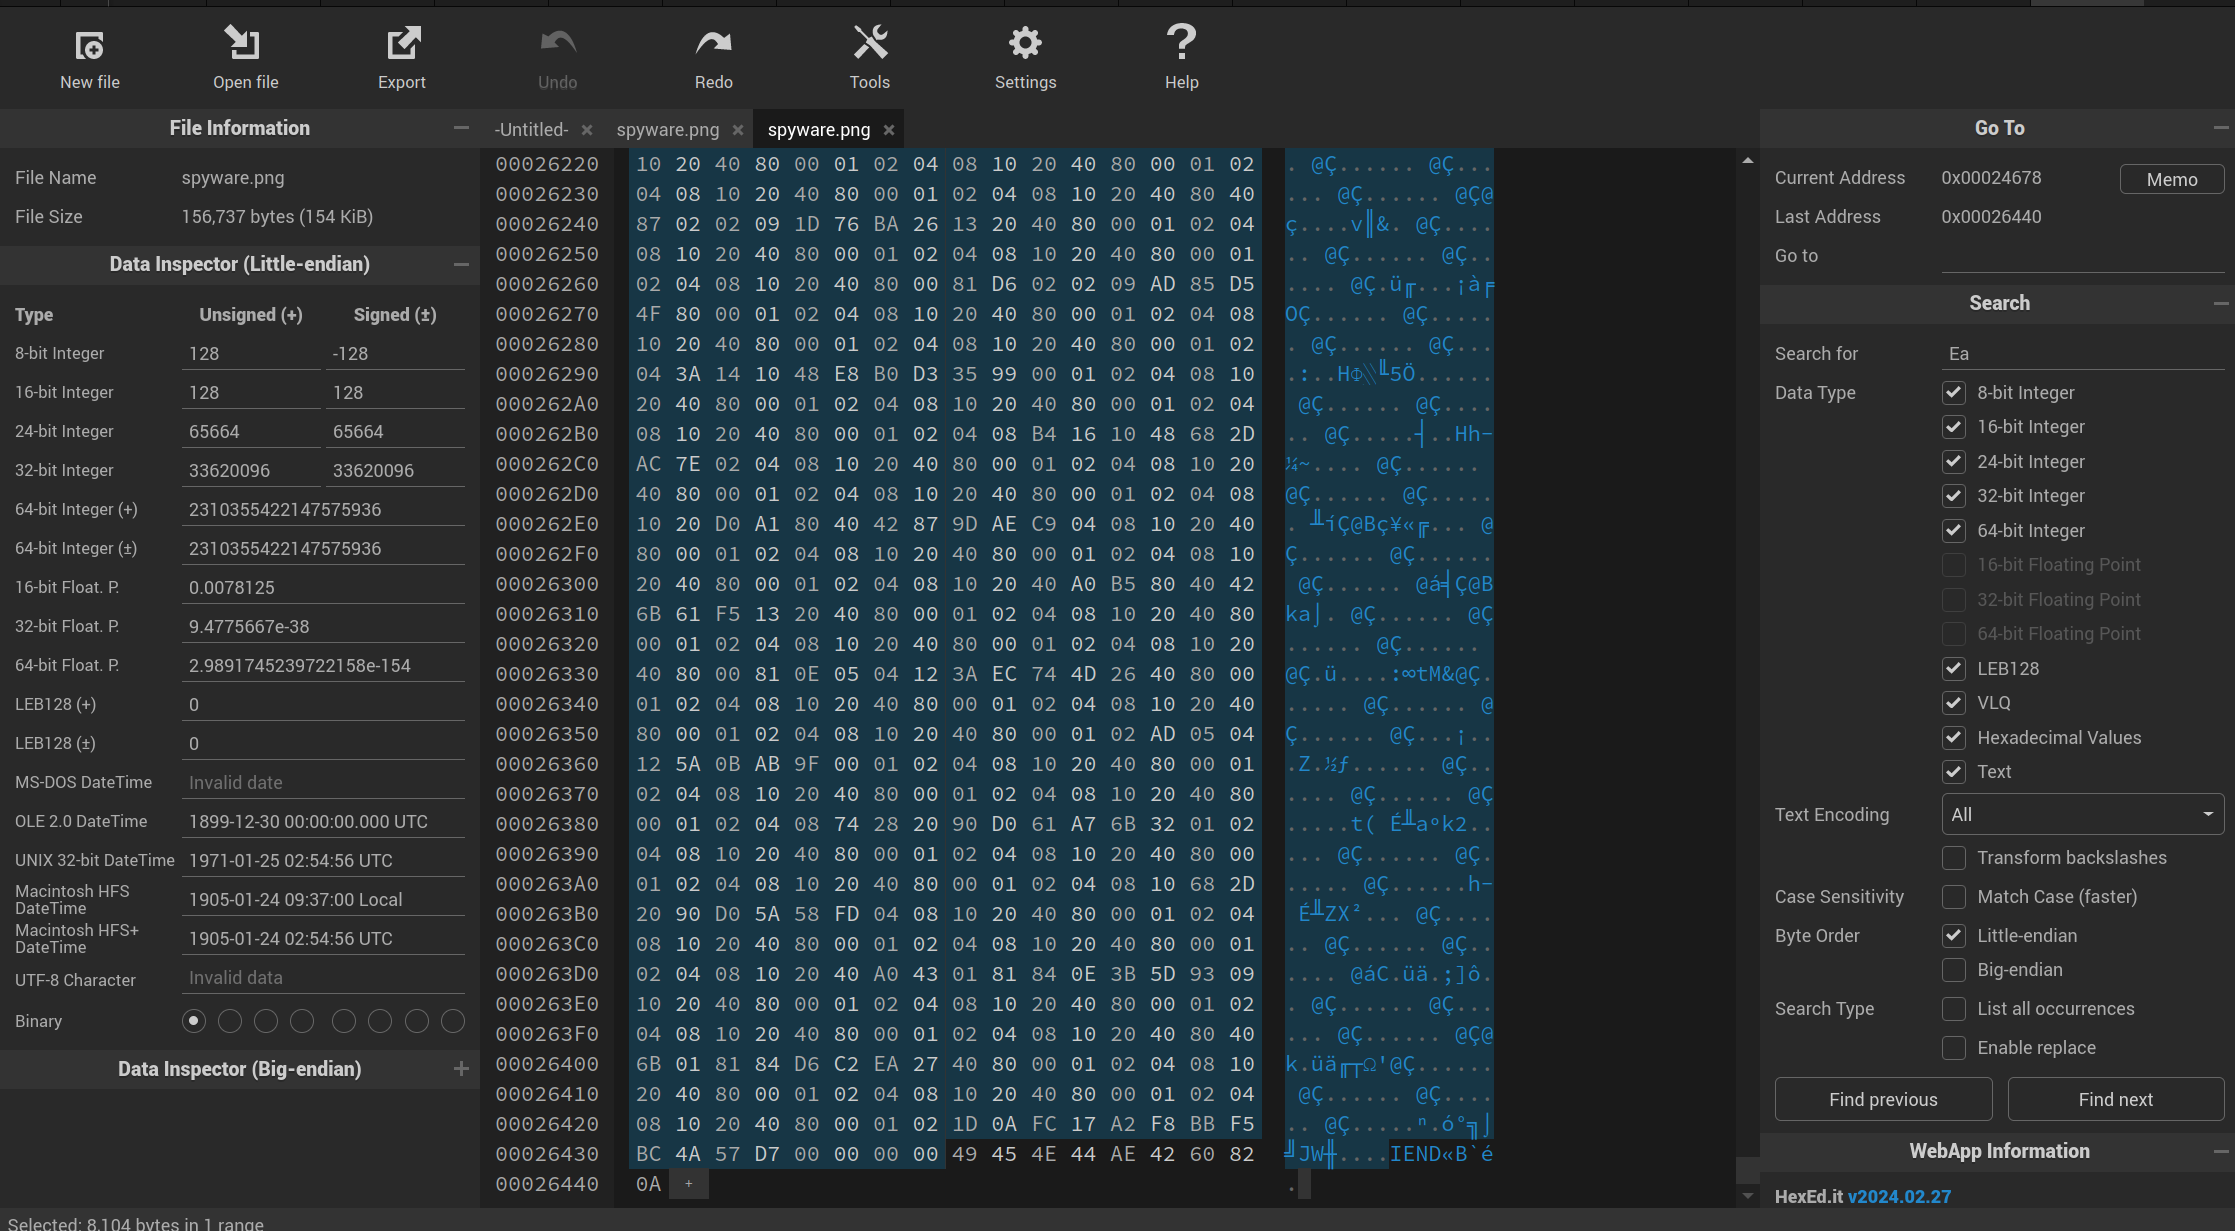 New file Open file Export Undo Redo Tools Settings Help
File Information
File Name spyware.png
File Size 156,737 bytes (154 KiB)
Data Inspector (Little-endian)
Type Unsigned (+) Signed (±)
8-bit Integer 128 -128
16-bit Integer 128 128
24-bit Integer 65664 65664
32-bit Integer 33620096 33620096
64-bit Integer (+) 2310355422147575936
64-bit Integer (±) 2310355422147575936
16-bit Float. P. 0.0078125
32-bit Float. P. 9.4775667e-38
64-bit Float. P. 2.9891745239722158e-154
LEB128 (+) 0
LEB128 (±) 0
MS-DOS DateTime Invalid date
OLE 2.0 DateTime 1899-12-30 00:00:00.000 UTC
UNIX 32-bit DateTime 1971-01-25 02:54:56 UTC
Macintosh HFS DateTime 1905-01-24 09:37:00 Local
Macintosh HFS+ DateTime 1905-01-24 02:54:56 UTC
UTF-8 Character Invalid data
Binary
Data Inspector (Big-endian)
-Untitled- spyware.png spyware.png
00026220 10 20 40 80 00 01 02 04 08 10 20 40 80 00 01 02
00026230 04 08 10 20 40 80 00 01 02 04 08 10 20 40 80 40
00026240 87 02 02 09 1D 76 BA 26 13 20 40 80 00 01 02 04
00026250 08 10 20 40 80 00 01 02 04 08 10 20 40 80 00 01
00026260 02 04 08 10 20 40 80 00 81 D6 02 02 09 AD 85 D5
00026270 4F 80 00 01 02 04 08 10 20 40 80 00 01 02 04 08
00026280 10 20 40 80 00 01 02 04 08 10 20 40 80 00 01 02
00026290 04 3A 14 10 48 E8 B0 D3 35 99 00 01 02 04 08 10
000262A0 20 40 80 00 01 02 04 08 10 20 40 80 00 01 02 04
000262B0 08 10 20 40 80 00 01 02 04 08 B4 16 10 48 68 2D
000262C0 AC 7E 02 04 08 10 20 40 80 00 01 02 04 08 10 20
000262D0 40 80 00 01 02 04 08 10 20 40 80 00 01 02 04 08
000262E0 10 20 D0 A1 80 40 42 87 9D AE C9 04 08 10 20 40
000262F0 80 00 01 02 04 08 10 20 40 80 00 01 02 04 08 10
00026300 20 40 80 00 01 02 04 08 10 20 40 A0 B5 80 40 42
00026310 6B 61 F5 13 20 40 80 00 01 02 04 08 10 20 40 80
00026320 00 01 02 04 08 10 20 40 80 00 01 02 04 08 10 20
00026330 40 80 00 81 0E 05 04 12 3A EC 74 4D 26 40 80 00
00026340 01 02 04 08 10 20 40 80 00 01 02 04 08 10 20 40
00026350 80 00 01 02 04 08 10 20 40 80 00 01 02 AD 05 04
00026360 12 5A 0B AB 9F 00 01 02 04 08 10 20 40 80 00 01
00026370 02 04 08 10 20 40 80 00 01 02 04 08 10 20 40 80
00026380 00 01 02 04 08 74 28 20 90 D0 61 A7 6B 32 01 02
00026390 04 08 10 20 40 80 00 01 02 04 08 10 20 40 80 00
000263A0 01 02 04 08 10 20 40 80 00 01 02 04 08 10 68 2D
000263B0 20 90 D0 5A 58 FD 04 08 10 20 40 80 00 01 02 04
000263C0 08 10 20 40 80 00 01 02 04 08 10 20 40 80 00 01
000263D0 02 04 08 10 20 40 A0 43 01 81 84 0E 3B 5D 93 09
000263E0 10 20 40 80 00 01 02 04 08 10 20 40 80 00 01 02
000263F0 04 08 10 20 40 80 00 01 02 04 08 10 20 40 80 40
00026400 6B 01 81 84 D6 C2 EA 27 40 80 00 01 02 04 08 10
00026410 20 40 80 00 01 02 04 08 10 20 40 80 00 01 02 04
00026420 08 10 20 40 80 00 01 02 1D 0A FC 17 A2 F8 BB F5
00026430 BC 4A 57 D7 00 00 00 00 49 45 4E 44 AE 42 60 82 ╝JW╫....IEND«B`é
00026440 0A +
Go To
Current Address 0x00024678 Memo
Last Address 0x00026440
Go to
Search
Search for Ea
Data Type 8-bit Integer
16-bit Integer
24-bit Integer
32-bit Integer
64-bit Integer
16-bit Floating Point
32-bit Floating Point
64-bit Floating Point
LEB128
VLQ
Hexadecimal Values
Text
Text Encoding All
Transform backslashes
Case Sensitivity Match Case (faster)
Byte Order Little-endian
Big-endian
Search Type List all occurrences
Enable replace
Find previous Find next
WebApp Information
HexEd.it v2024.02.27
Selected: 8,104 bytes in 1 range